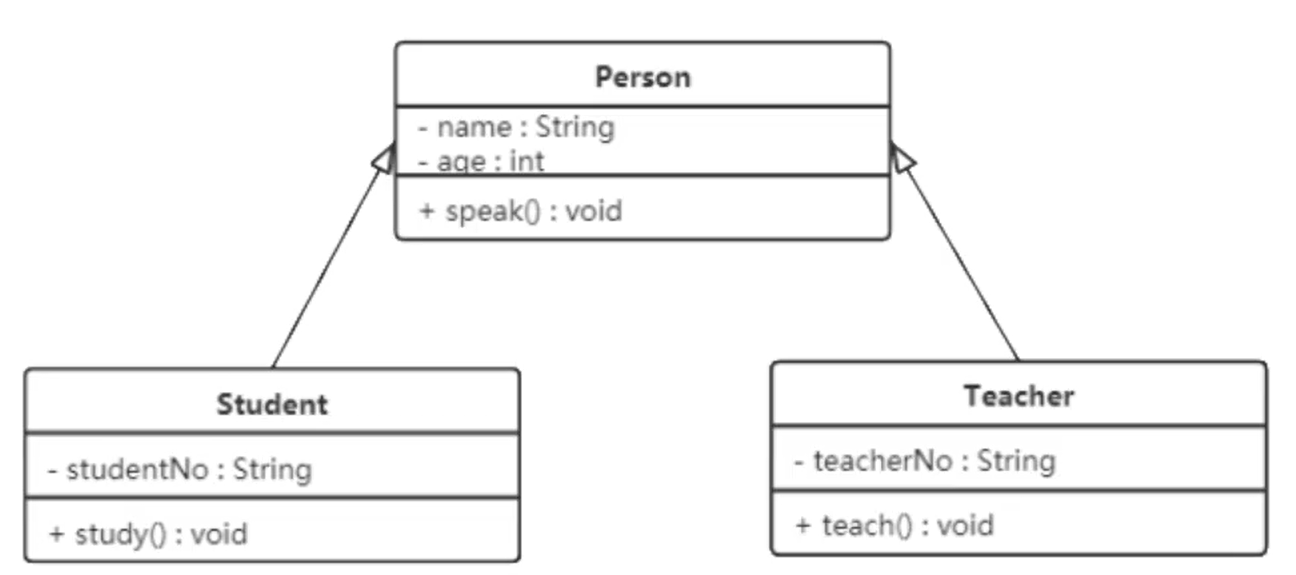 Person
- name : String
- age : int
+ speak() : void
Student
- studentNo : String
+ study() : void
Teacher
- teacherNo : String
+ teach() : void